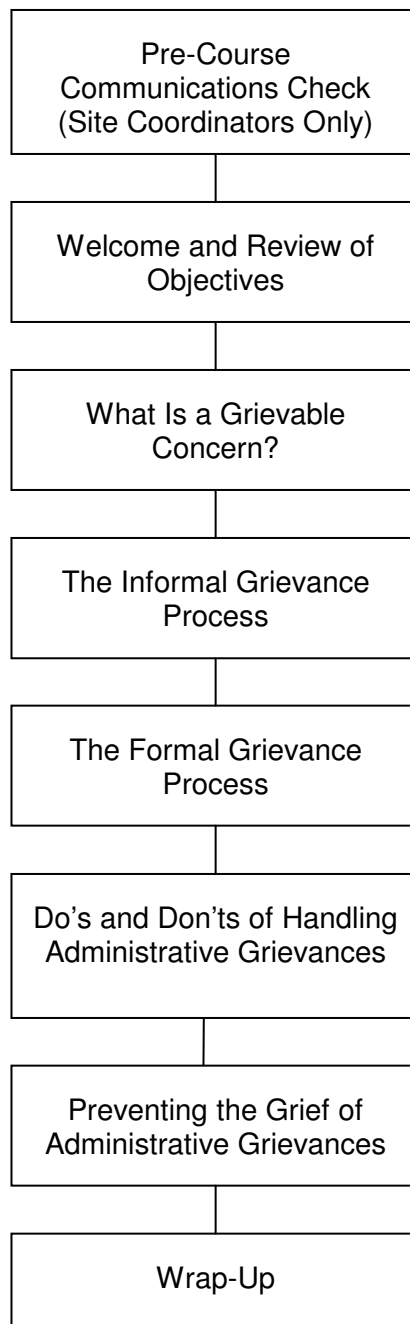 Pre-Course
Communications Check
(Site Coordinators Only)
Welcome and Review of
Objectives
What Is a Grievable
Concern?
The Informal Grievance
Process
The Formal Grievance
Process
Do's and Don'ts of Handling
Administrative Grievances
Preventing the Grief of
Administrative Grievances
Wrap-Up